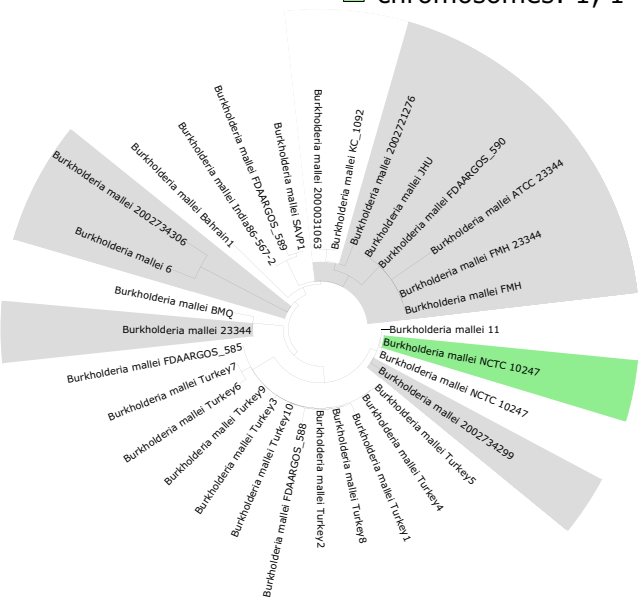 chromosomes: 1, 1
Burkholderia mallei 2000031063
Burkholderia mallei KC_1092
Burkholderia mallei 2002721276
Burkholderia mallei JHU
Burkholderia mallei FDAARGOS_590
Burkholderia mallei ATCC 23344
Burkholderia mallei FMH 23344
Burkholderia mallei FMH
Burkholderia mallei 11
Burkholderia mallei NCTC 10247
Burkholderia mallei NCTC 10247
Burkholderia mallei 2002734299
Burkholderia mallei Turkey5
Burkholderia mallei Turkey4
Burkholderia mallei Turkey1
Burkholderia mallei Turkey8
Burkholderia mallei Turkey2
Burkholderia mallei FDAARGOS_588
Burkholderia mallei Turkey10
Burkholderia mallei Turkey3
Burkholderia mallei Turkey9
Burkholderia mallei Turkey6
Burkholderia mallei Turkey7
Burkholderia mallei FDAARGOS_585
Burkholderia mallei 23344
Burkholderia mallei BMQ
Burkholderia mallei 6
Burkholderia mallei 2002734306
Burkholderia mallei Bahrain1
Burkholderia mallei India86-567-2
Burkholderia mallei FDAARGOS_589
Burkholderia mallei SAVP1